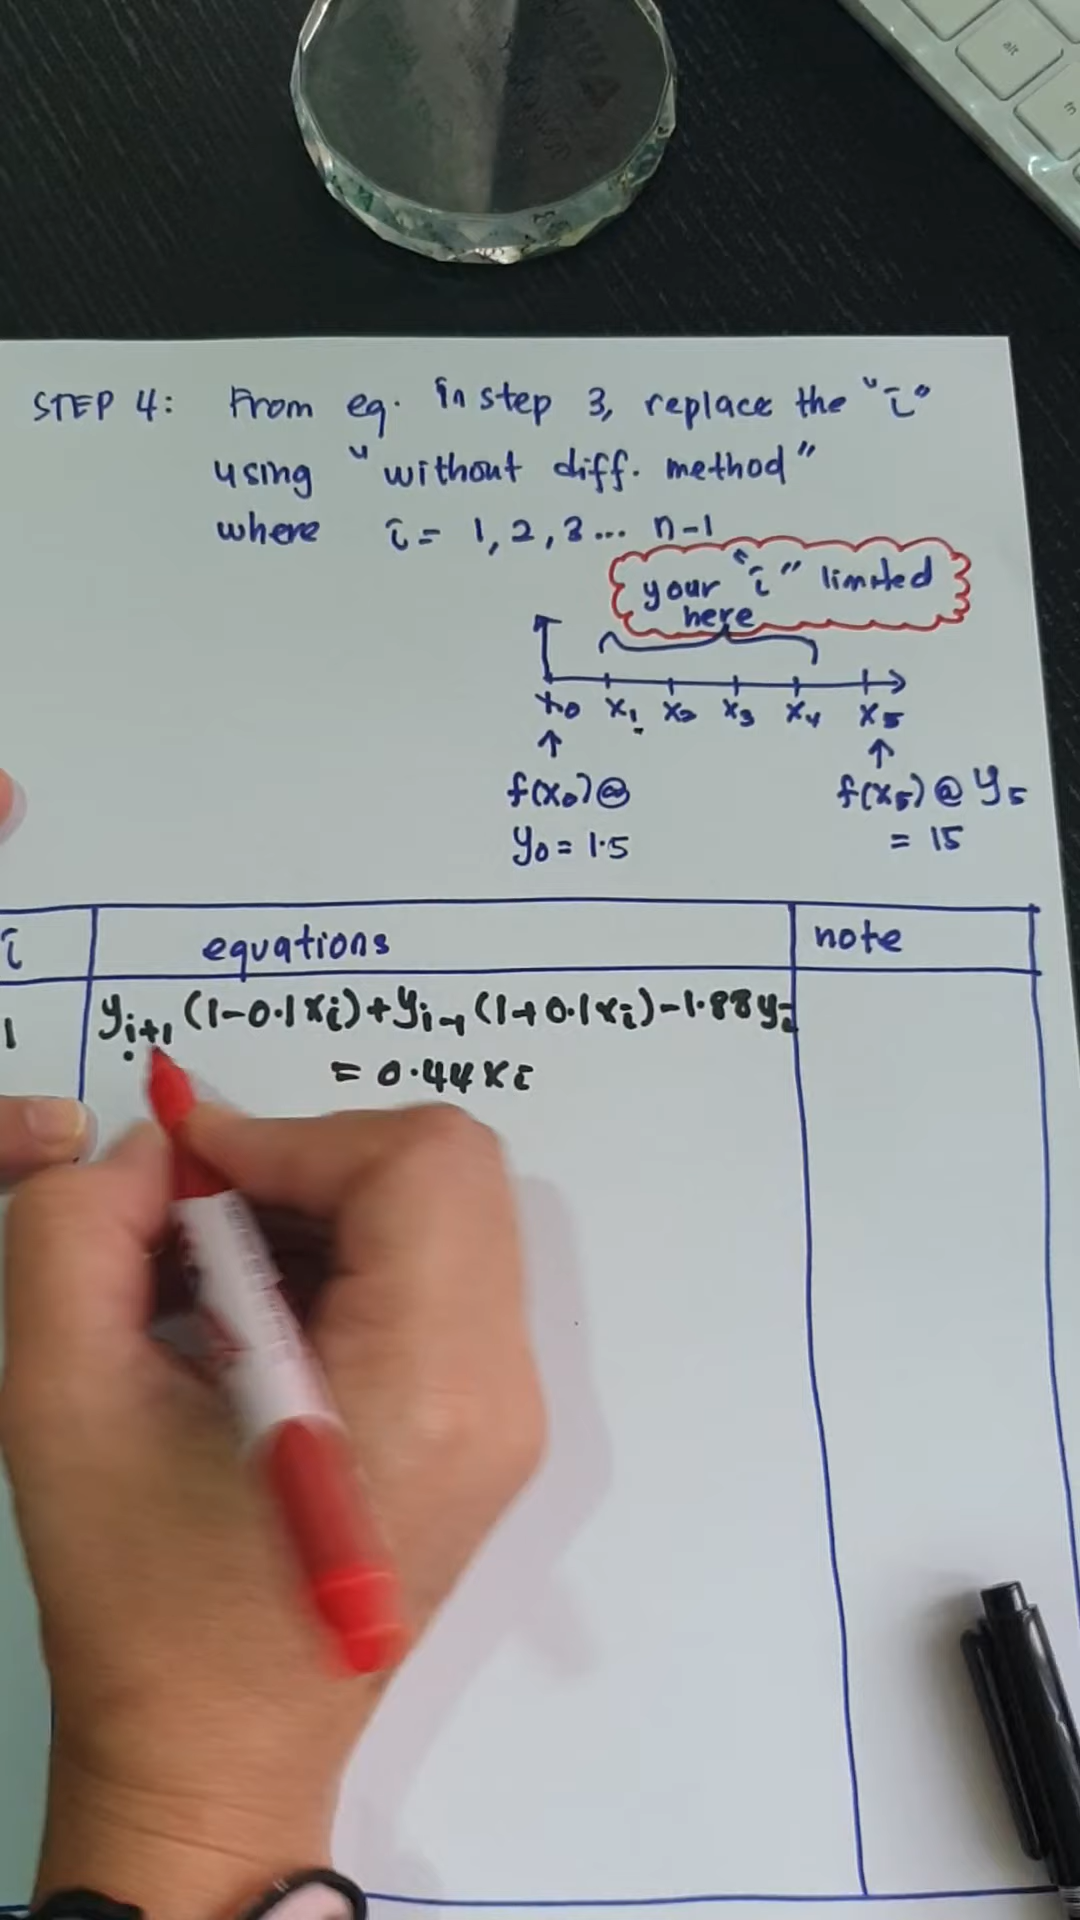 alt
fn
STEP 4: From eq. in step 3, replace the "i"
using "without diff. method"
where i = 1, 2, 3... n-1
your "i" limited
here
x0 x1 x2 x3 x4 x5
↑ ↑
f(x0)@ f(x5)@ y5
y0 = 1.5 = 15
i equations note
1 yi+1 (1-0.1xi)+yi-1 (1+0.1xi)-1.88yi
= 0.44xi